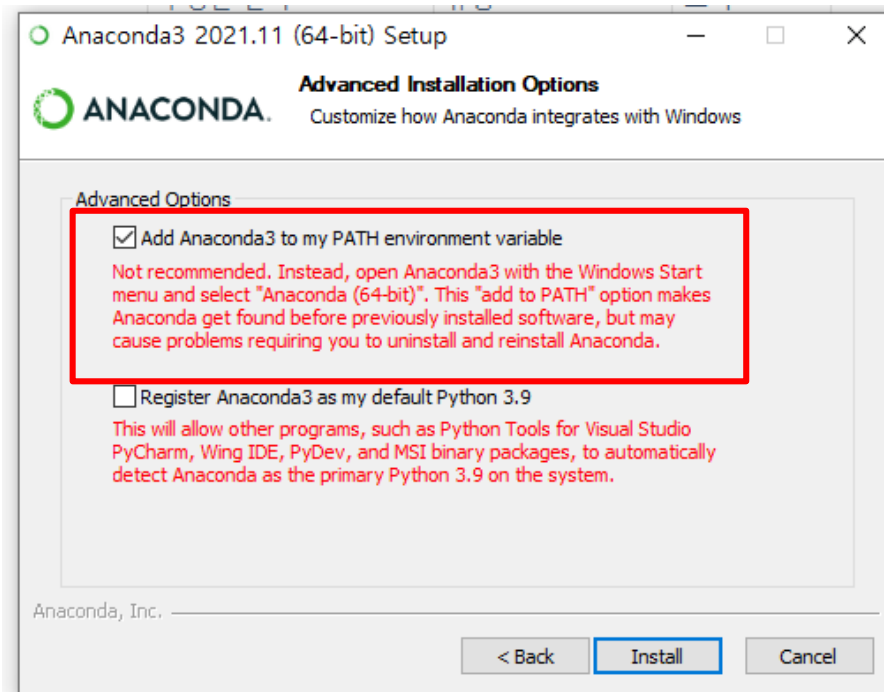 Anaconda3 2021.11 (64-bit) Setup
ANACONDA.
Advanced Installation Options
Customize how Anaconda integrates with Windows
Advanced Options
Add Anaconda3 to my PATH environment variable
Not recommended. Instead, open Anaconda3 with the Windows Start
menu and select "Anaconda (64-bit)". This "add to PATH" option makes
Anaconda get found before previously installed software, but may
cause problems requiring you to uninstall and reinstall Anaconda.
Register Anaconda3 as my default Python 3.9
This will allow other programs, such as Python Tools for Visual Studio
PyCharm, Wing IDE, PyDev, and MSI binary packages, to automatically
detect Anaconda as the primary Python 3.9 on the system.
Anaconda, Inc.
< Back Install Cancel